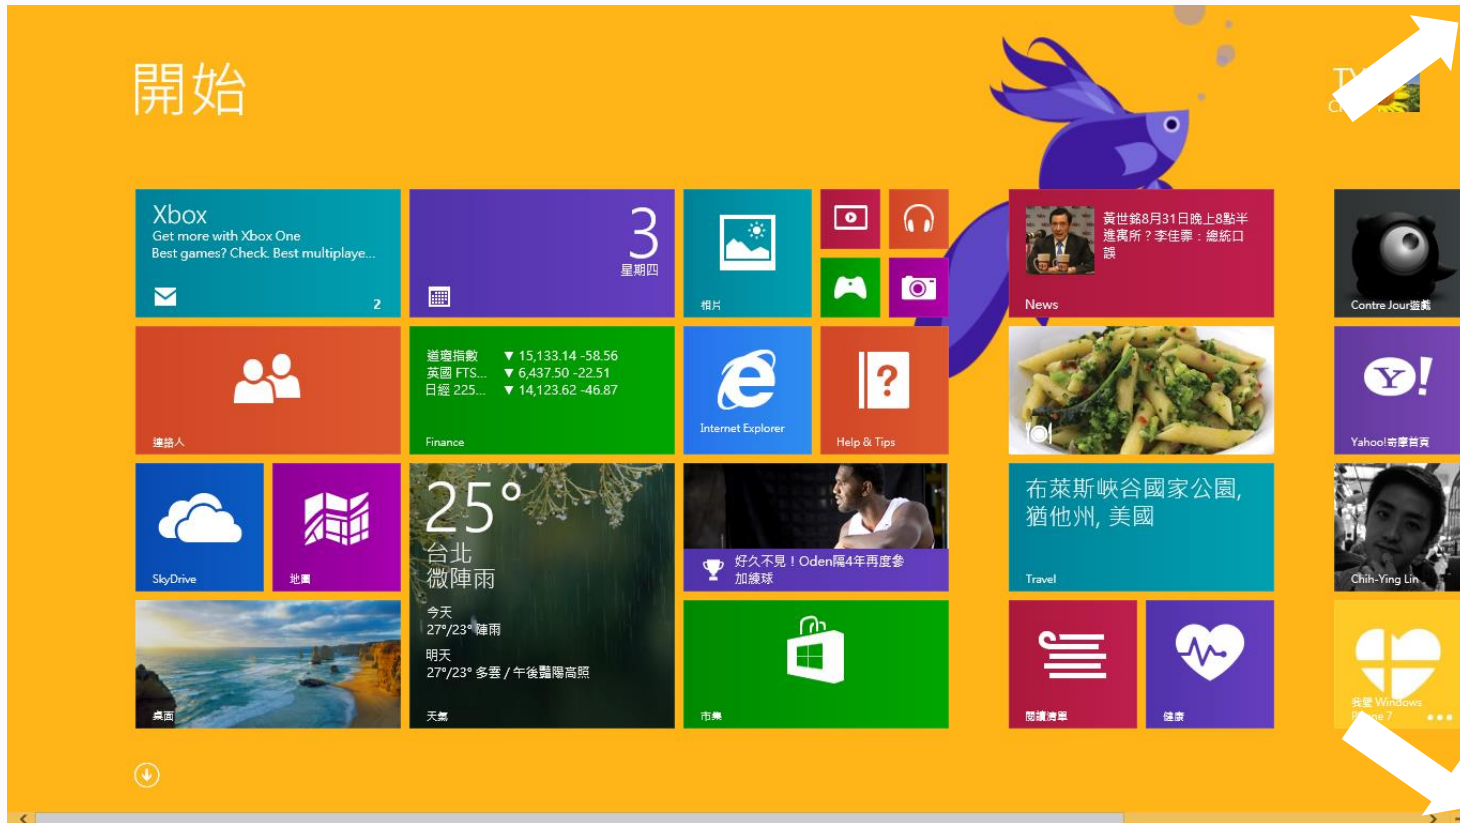 開始
TY
Xbox
Get more with Xbox One
Best games? Check. Best multiplaye...
2
3
星期四
相片
黃世銘8月31日晚上8點半
進寓所？李佳霏：總統口
誤
News
Contre Jour遊戲
連絡人
道瓊指數 ▼ 15,133.14 -58.56
英國 FTS... ▼ 6,437.50 -22.51
日經 225... ▼ 14,123.62 -46.87
Finance
Internet Explorer
Help & Tips
Y!
Yahoo!奇摩首頁
SkyDrive
地圖
25°
台北
微陣雨
今天
27°/23° 陣雨
明天
27°/23° 多雲 / 午後豔陽高照
天氣
好久不見！Oden隔4年再度參
加練球
布萊斯峽谷國家公園,
猶他州, 美國
Travel
Chih-Ying Lin
桌面
市集
閱讀清單
健康
我愛 Windows
Phone 7